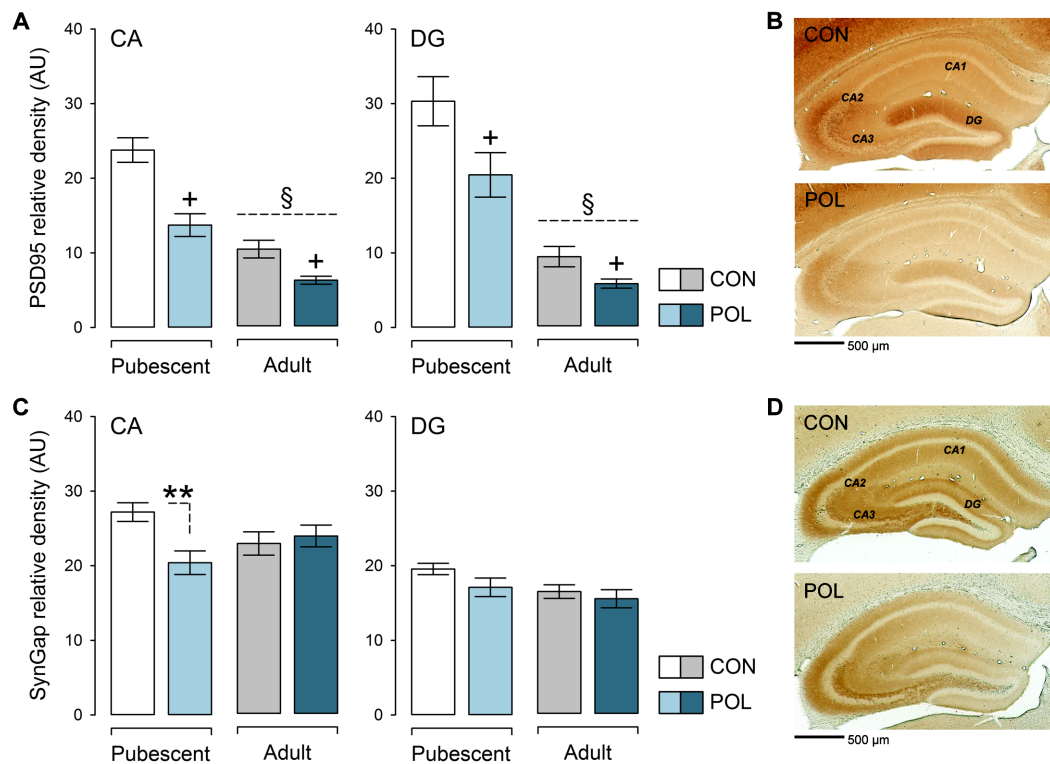 A
CA
DG
PSD95 relative density (AU)
40
30
20
10
0
+
§
+
Pubescent
Adult
40
30
20
10
0
+
§
+
Pubescent
Adult
CON
POL
B
CON
CA1
CA2
CA3
DG
POL
500 µm
C
CA
DG
SynGap relative density (AU)
40
30
20
10
0
**
Pubescent
Adult
40
30
20
10
0
Pubescent
Adult
CON
POL
D
CON
CA1
CA2
CA3
DG
POL
500 µm